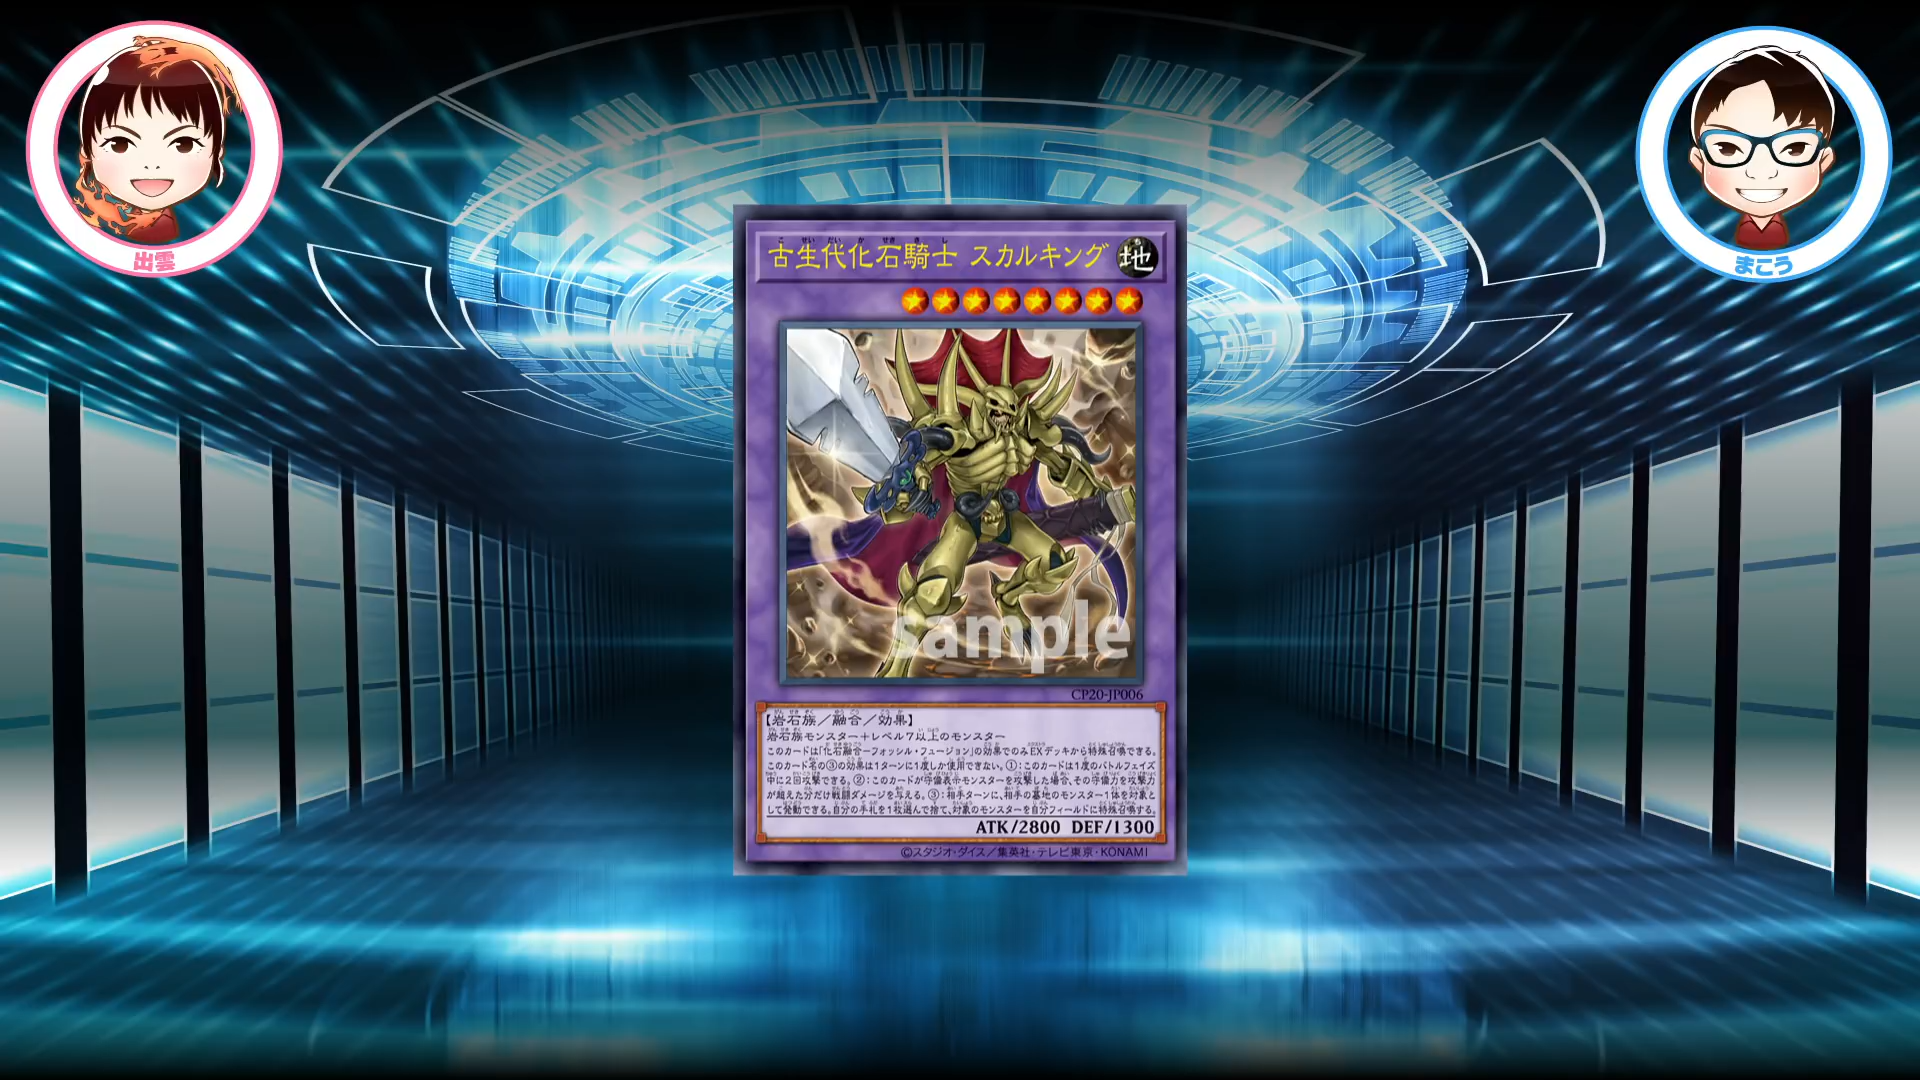 出雲
まこう
古生代化石騎士 スカルキング
地
sample
CP20-JP006
【岩石族／融合／効果】
岩石族モンスター＋レベル７以上のモンスター
このカードは「化石融合－フォッシル・フュージョン」の効果でのみEXデッキから特殊召喚できる。
このカード名の③の効果は１ターンに１度しか使用できない。①：このカードは１度のバトルフェイズ
中に２回攻撃できる。②：このカードが守備表示モンスターを攻撃した場合、その守備力を攻撃力
が超えた分だけ戦闘ダメージを与える。③：相手ターンに、相手の墓地のモンスター１体を対象と
して発動できる。自分の手札を１枚選んで捨て、対象のモンスターを自分フィールドに特殊召喚する。
ATK/2800 DEF/1300
©スタジオ・ダイス／集英社・テレビ東京・KONAMI